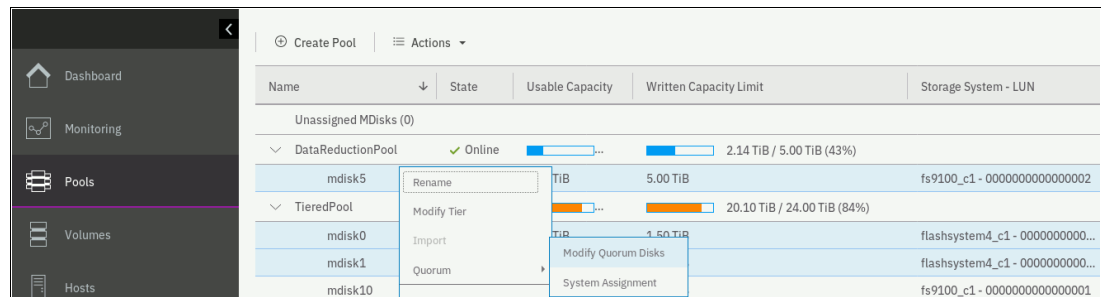 Create Pool Actions
Dashboard
Name State Usable Capacity Written Capacity Limit Storage System - LUN
Unassigned MDisks (0)
Monitoring
DataReductionPool Online ... 2.14 TiB / 5.00 TiB (43%)
Pools
mdisk5 TiB 5.00 TiB fs9100_c1 - 0000000000000002
Rename
TieredPool ... 20.10 TiB / 24.00 TiB (84%)
Modify Tier
Volumes
mdisk0 TiB 1.50 TiB flashsystem4_c1 - 0000000000...
Import
Modify Quorum Disks
mdisk1 flashsystem4_c1 - 0000000000...
Quorum
System Assignment
Hosts
mdisk10 fs9100_c1 - 0000000000000001